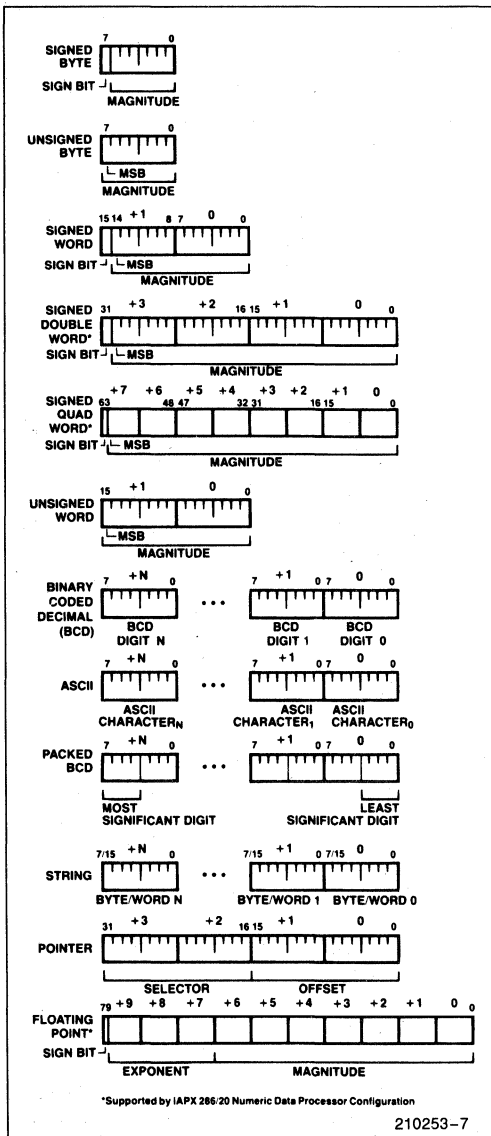 7 0
SIGNED
BYTE
SIGN BIT
MAGNITUDE
7 0
UNSIGNED
BYTE
MSB
MAGNITUDE
15 14 +1 8 7 0 0
SIGNED
WORD
SIGN BIT MSB
MAGNITUDE
31 +3 +2 16 15 +1 0 0
SIGNED
DOUBLE
WORD*
SIGN BIT MSB
MAGNITUDE
+7 +6 +5 +4 +3 +2 +1 0
63 48 47 32 31 16 15 0
SIGNED
QUAD
WORD*
SIGN BIT MSB
MAGNITUDE
15 +1 0 0
UNSIGNED
WORD
MSB
MAGNITUDE
7 +N 0 7 +1 0 7 0 0
BINARY
CODED
DECIMAL
(BCD)
BCD BCD BCD
DIGIT N DIGIT 1 DIGIT 0
7 +N 0 7 +1 0 7 0 0
ASCII
ASCII ASCII ASCII
CHARACTERN CHARACTER1 CHARACTER0
7 +N 0 7 +1 0 7 0 0
PACKED
BCD
MOST LEAST
SIGNIFICANT DIGIT SIGNIFICANT DIGIT
7/15 +N 0 7/15 +1 0 7/15 0 0
STRING
BYTE/WORD N BYTE/WORD 1 BYTE/WORD 0
31 +3 +2 16 15 +1 0 0
POINTER
SELECTOR OFFSET
79 +9 +8 +7 +6 +5 +4 +3 +2 +1 0 0
FLOATING
POINT*
SIGN BIT
EXPONENT MAGNITUDE
*Supported by IAPX 286/20 Numeric Data Processor Configuration
210253–7